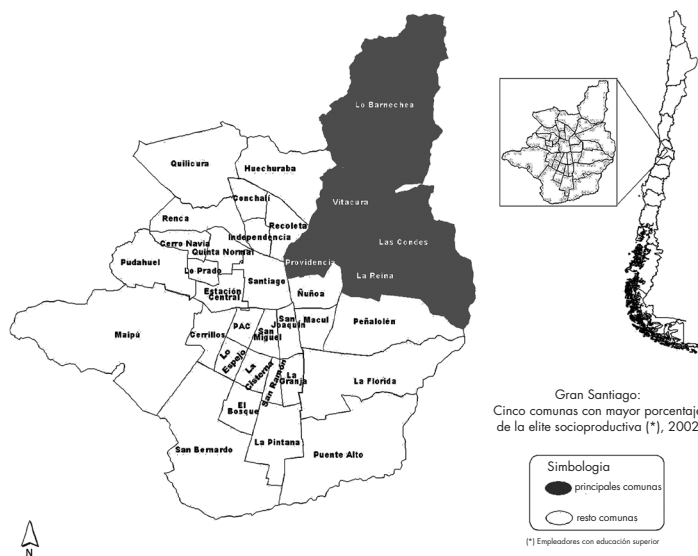 Lo Barnechea
Quilicura
Huechuraba
Conchalí
Vitacura
Renca
Recoleta
Independencia
Las Condes
Cerro Navia
Quinta Normal
Pudahuel
Providencia
Lo Prado
La Reina
Santiago
Estación
Central
Ñuñoa
San
Joaquín
Macul
Peñalolén
Maipú
Cerrillos
PAC
San
Miguel
Lo
Espejo
La
Cisterna
San Ramón
La
Granja
La Florida
El
Bosque
San Bernardo
La Pintana
Puente Alto
N
Gran Santiago:
Cinco comunas con mayor porcentaje
de la elite socioproductiva (*), 2002
Simbologia
principales comunas
resto comunas
(*) Empleadores con educación superior